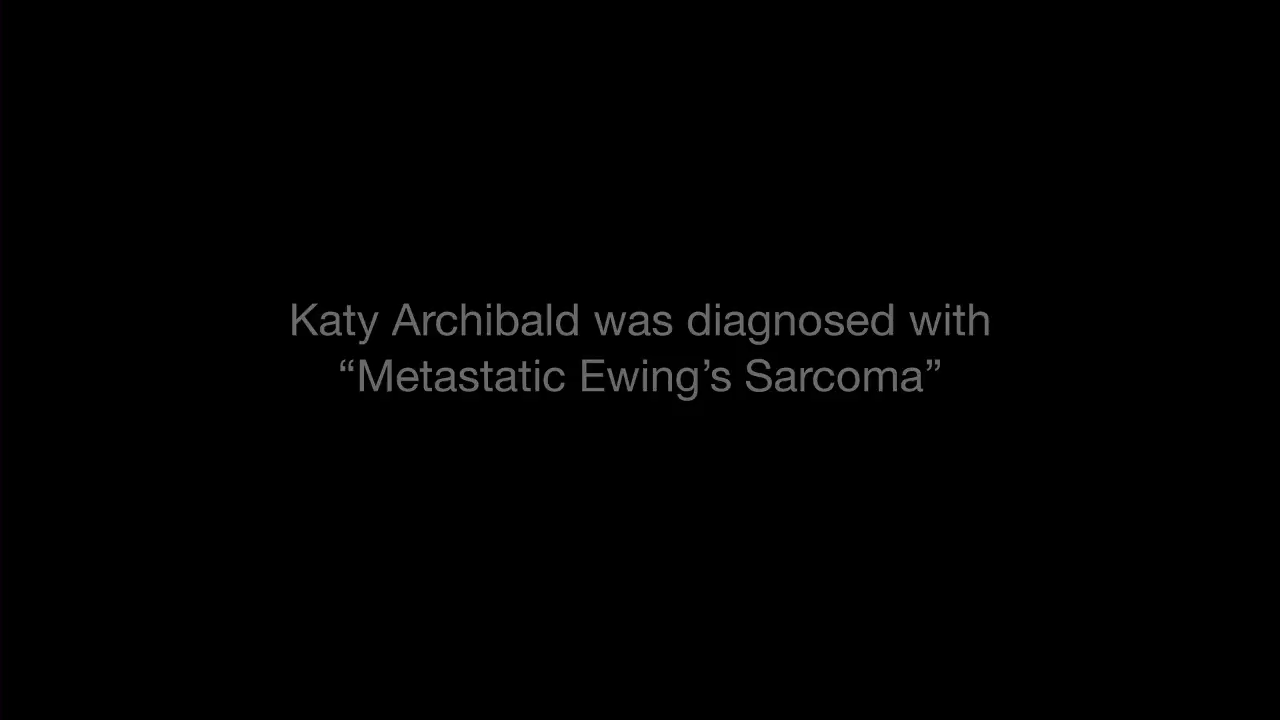 Katy Archibald was diagnosed with
“Metastatic Ewing’s Sarcoma”